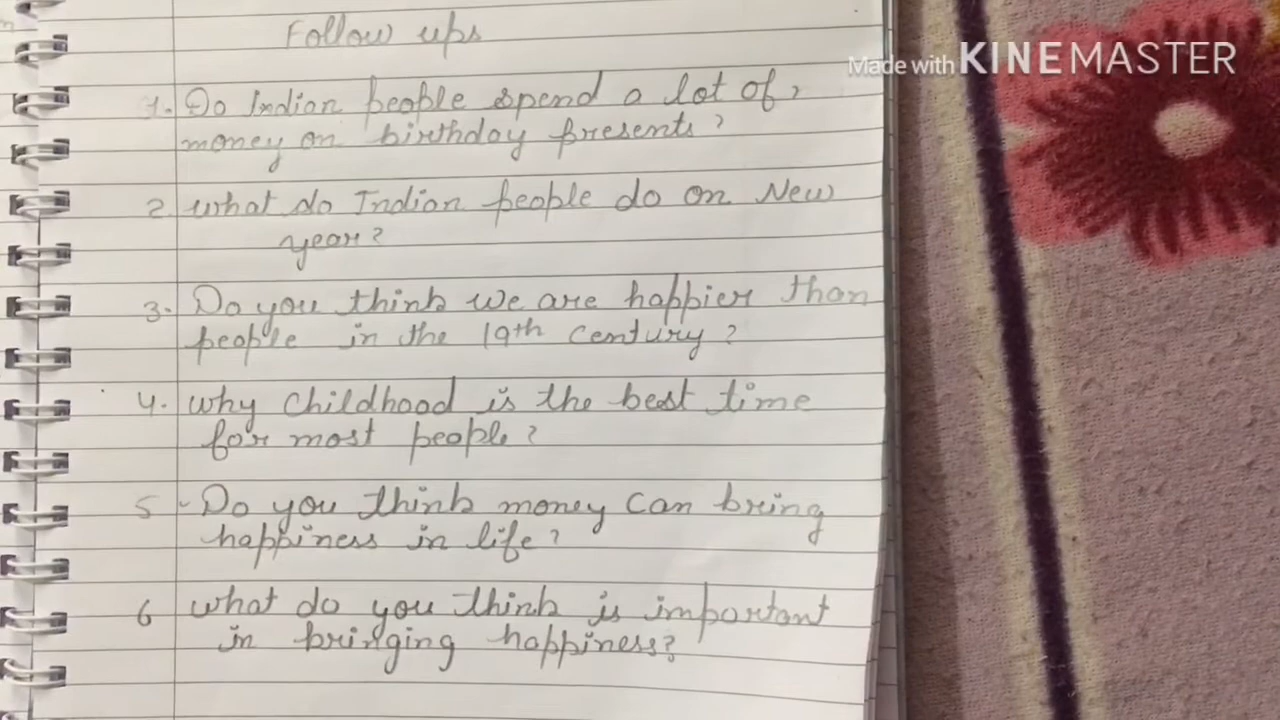 Follow ups
Made with KINEMASTER
1. Do Indian people spend a lot of
money on birthday presents?
2. what do Indian people do on New
year?
3. Do you think we are happier than
people in the 19th century?
4. why childhood is the best time
for most people?
5 - Do you think money can bring
happiness in life?
6 what do you think is important
in bringing happiness?